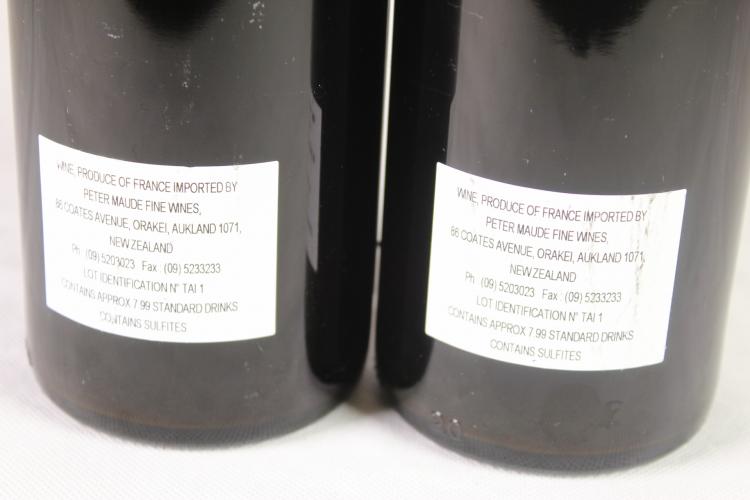 WINE, PRODUCE OF FRANCE IMPORTED BY
PETER MAUDE FINE WINES,
86 COATES AVENUE, ORAKEI, AUKLAND 1071,
NEW ZEALAND
Ph : (09) 5203023 Fax : (09) 5233233
LOT IDENTIFICATION N° TAI 1
CONTAINS APPROX 7.99 STANDARD DRINKS
CONTAINS SULFITES
WINE, PRODUCE OF FRANCE IMPORTED BY
PETER MAUDE FINE WINES,
86 COATES AVENUE, ORAKEI, AUKLAND 1071,
NEW ZEALAND
Ph : (09) 5203023 Fax : (09) 5233233
LOT IDENTIFICATION N° TAI 1
CONTAINS APPROX 7.99 STANDARD DRINKS
CONTAINS SULFITES